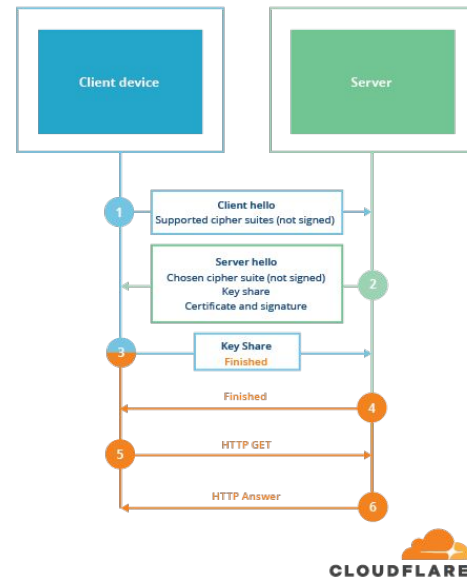 Client device
Server
1
Client hello
Supported cipher suites (not signed)
Server hello
Chosen cipher suite (not signed)
Key share
Certificate and signature
2
3
Key Share
Finished
Finished
4
5
HTTP GET
HTTP Answer
6
CLOUDFLARE